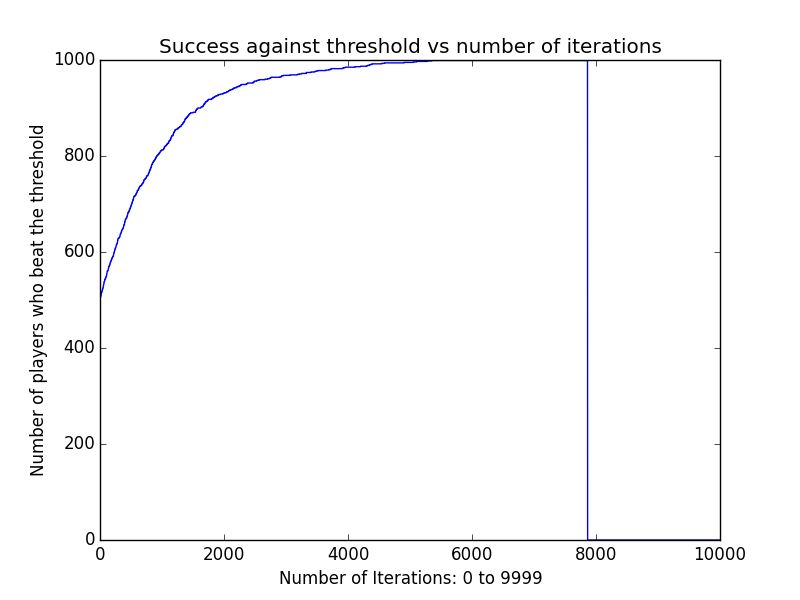 Success against threshold vs number of iterations
1000
800
600
400
200
0
Number of players who beat the threshold
0 2000 4000 6000 8000 10000
Number of Iterations: 0 to 9999